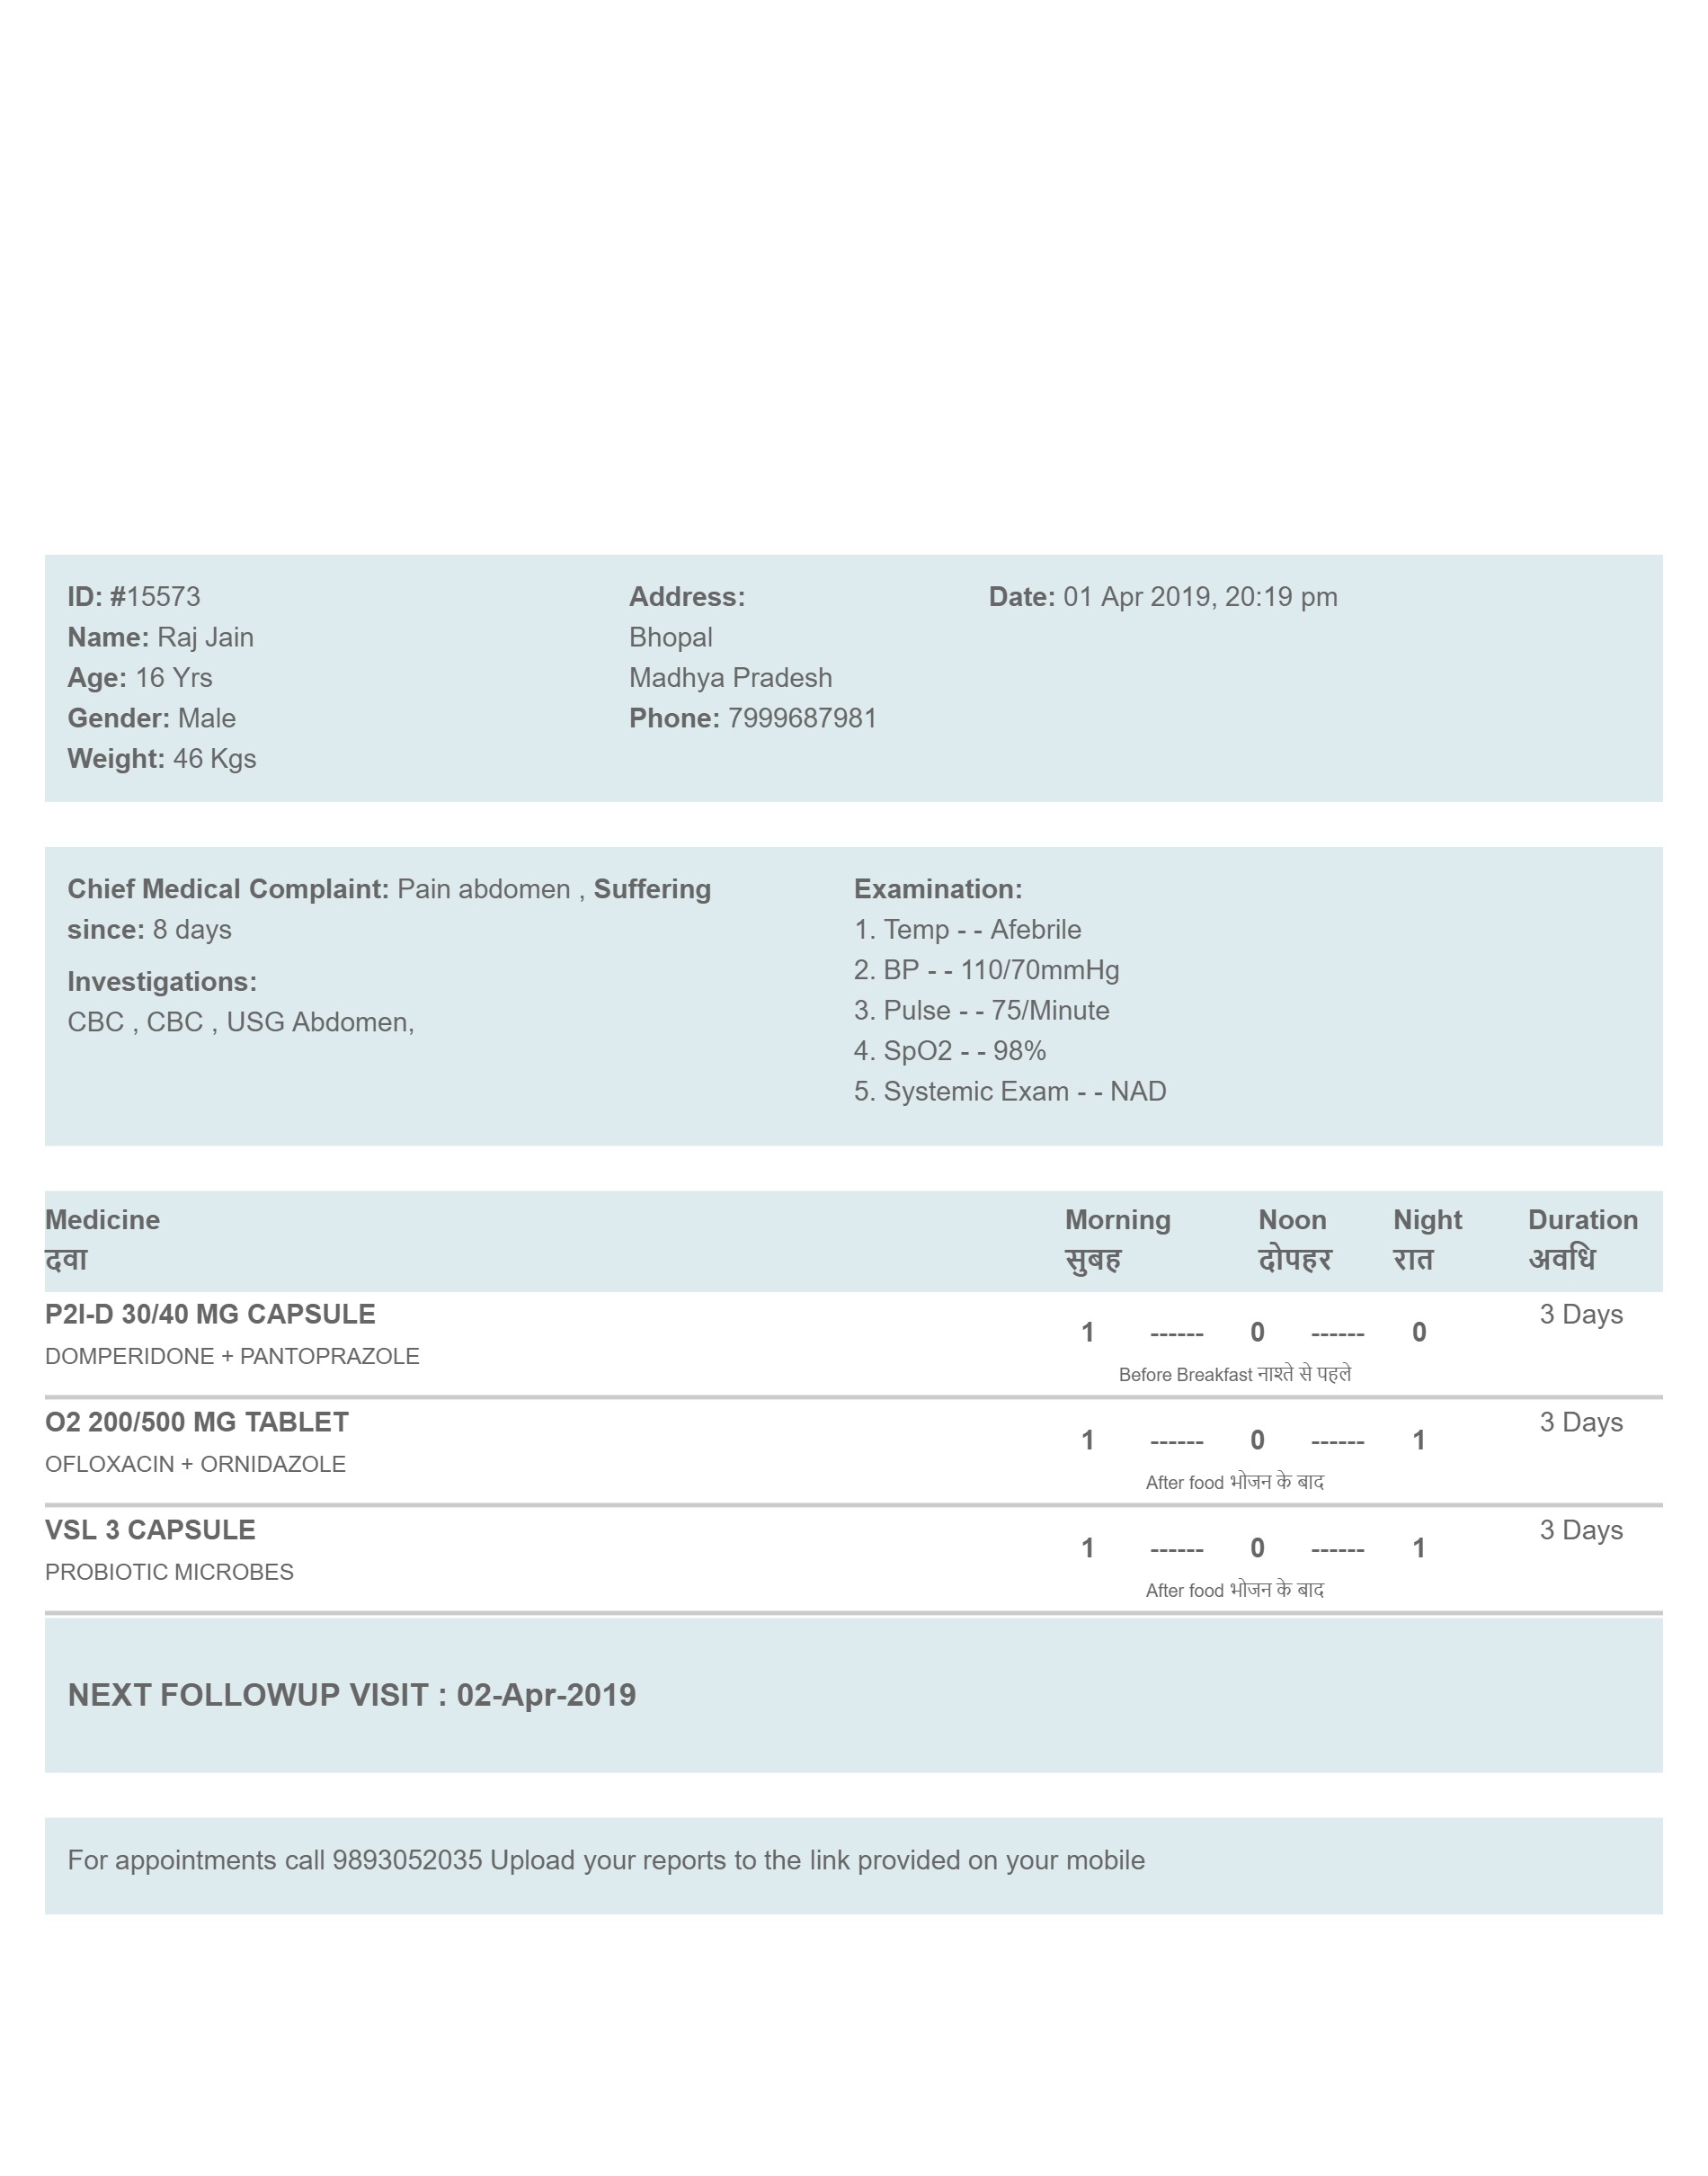 ID: #15573
Name: Raj Jain
Age: 16 Yrs
Gender: Male
Weight: 46 Kgs
Address:
Bhopal
Madhya Pradesh
Phone: 7999687981
Date: 01 Apr 2019, 20:19 pm
Chief Medical Complaint: Pain abdomen , Suffering
since: 8 days
Investigations:
CBC , CBC , USG Abdomen,
Examination:
1. Temp - - Afebrile
2. BP - - 110/70mmHg
3. Pulse - - 75/Minute
4. SpO2 - - 98%
5. Systemic Exam - - NAD
Medicine Morning Noon Night Duration
दवा सुबह दोपहर रात अवधि
P2I-D 30/40 MG CAPSULE 1 ------ 0 ------ 0 3 Days
DOMPERIDONE + PANTOPRAZOLE Before Breakfast नाश्ते से पहले
O2 200/500 MG TABLET 1 ------ 0 ------ 1 3 Days
OFLOXACIN + ORNIDAZOLE After food भोजन के बाद
VSL 3 CAPSULE 1 ------ 0 ------ 1 3 Days
PROBIOTIC MICROBES After food भोजन के बाद
NEXT FOLLOWUP VISIT : 02-Apr-2019
For appointments call 9893052035 Upload your reports to the link provided on your mobile